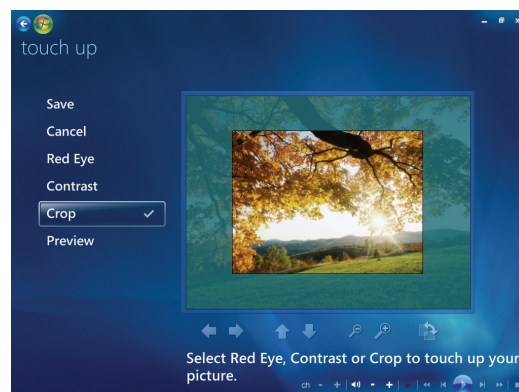 touch up
Save
Cancel
Red Eye
Contrast
Crop
Preview
Select Red Eye, Contrast or Crop to touch up your
picture.
ch - +